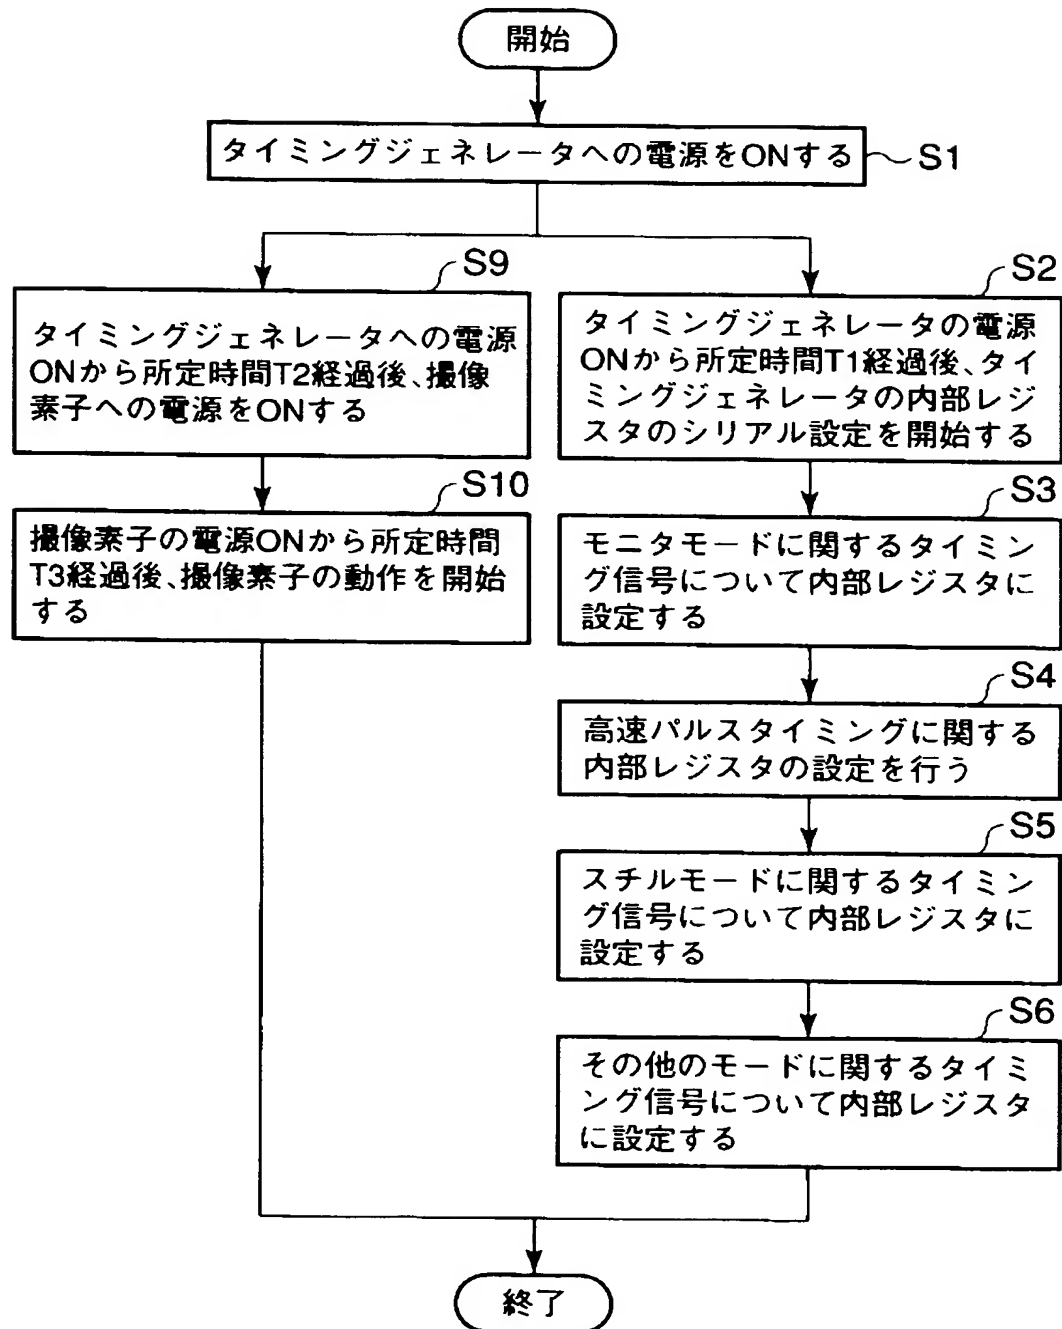 開始
タイミングジェネレータへの電源をONする
S1
S9
タイミングジェネレータへの電源
ONから所定時間T2経過後、撮像
素子への電源をONする
S10
撮像素子の電源ONから所定時間
T3経過後、撮像素子の動作を開始
する
S2
タイミングジェネレータの電源
ONから所定時間T1経過後、タイ
ミングジェネレータの内部レジ
スタのシリアル設定を開始する
S3
モニタモードに関するタイミン
グ信号について内部レジスタに
設定する
S4
高速パルスタイミングに関する
内部レジスタの設定を行う
S5
スチルモードに関するタイミン
グ信号について内部レジスタに
設定する
S6
その他のモードに関するタイミ
ング信号について内部レジスタ
に設定する
終了